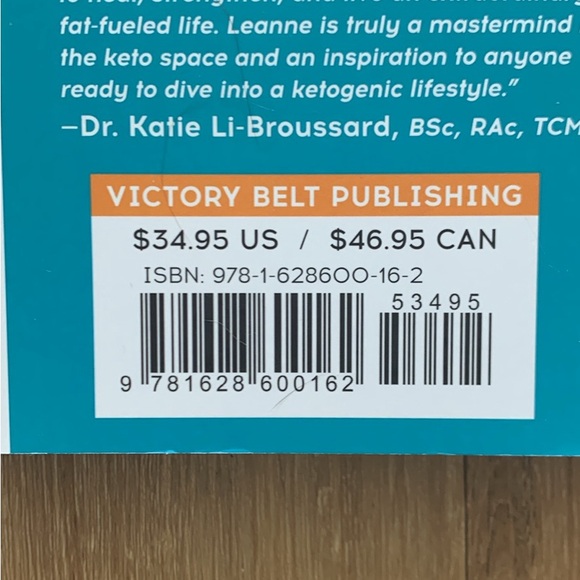 fat-fueled life. Leanne is truly a mastermind
the keto space and an inspiration to anyone
ready to dive into a ketogenic lifestyle.”
—Dr. Katie Li-Broussard, BSc, RAc, TCM
VICTORY BELT PUBLISHING
$34.95 US / $46.95 CAN
ISBN: 978-1-628600-16-2
53495
9 781628 600162